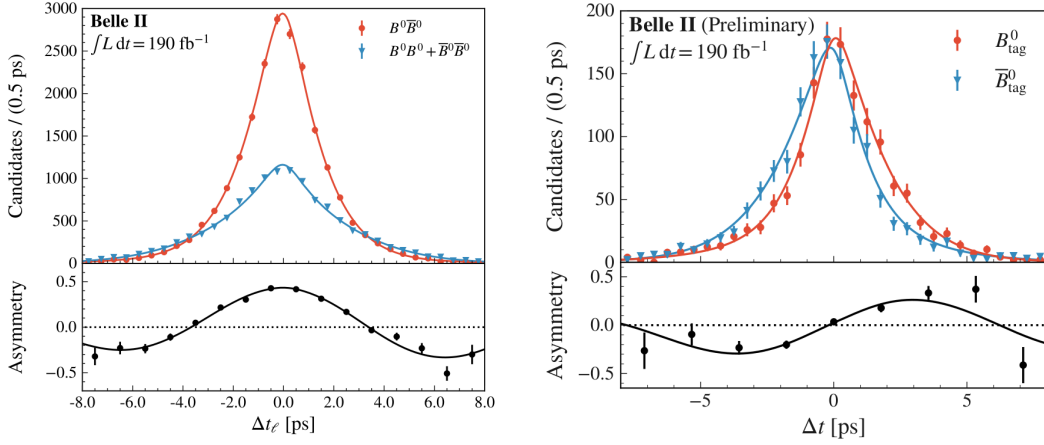 Belle II
∫L dt = 190 fb⁻¹
B⁰B̅⁰
B⁰B⁰ + B̅⁰B̅⁰
Candidates / (0.5 ps)
3000
2500
2000
1500
1000
500
0
Asymmetry
0.5
0.0
−0.5
-8.0 -6.0 -4.0 -2.0 0.0 2.0 4.0 6.0 8.0
Δt_ℓ [ps]
Belle II (Preliminary)
∫L dt = 190 fb⁻¹
B⁰_tag
B̅⁰_tag
Candidates / (0.5 ps)
200
150
100
50
0
Asymmetry
0.5
0.0
−0.5
−5 0 5
Δt [ps]